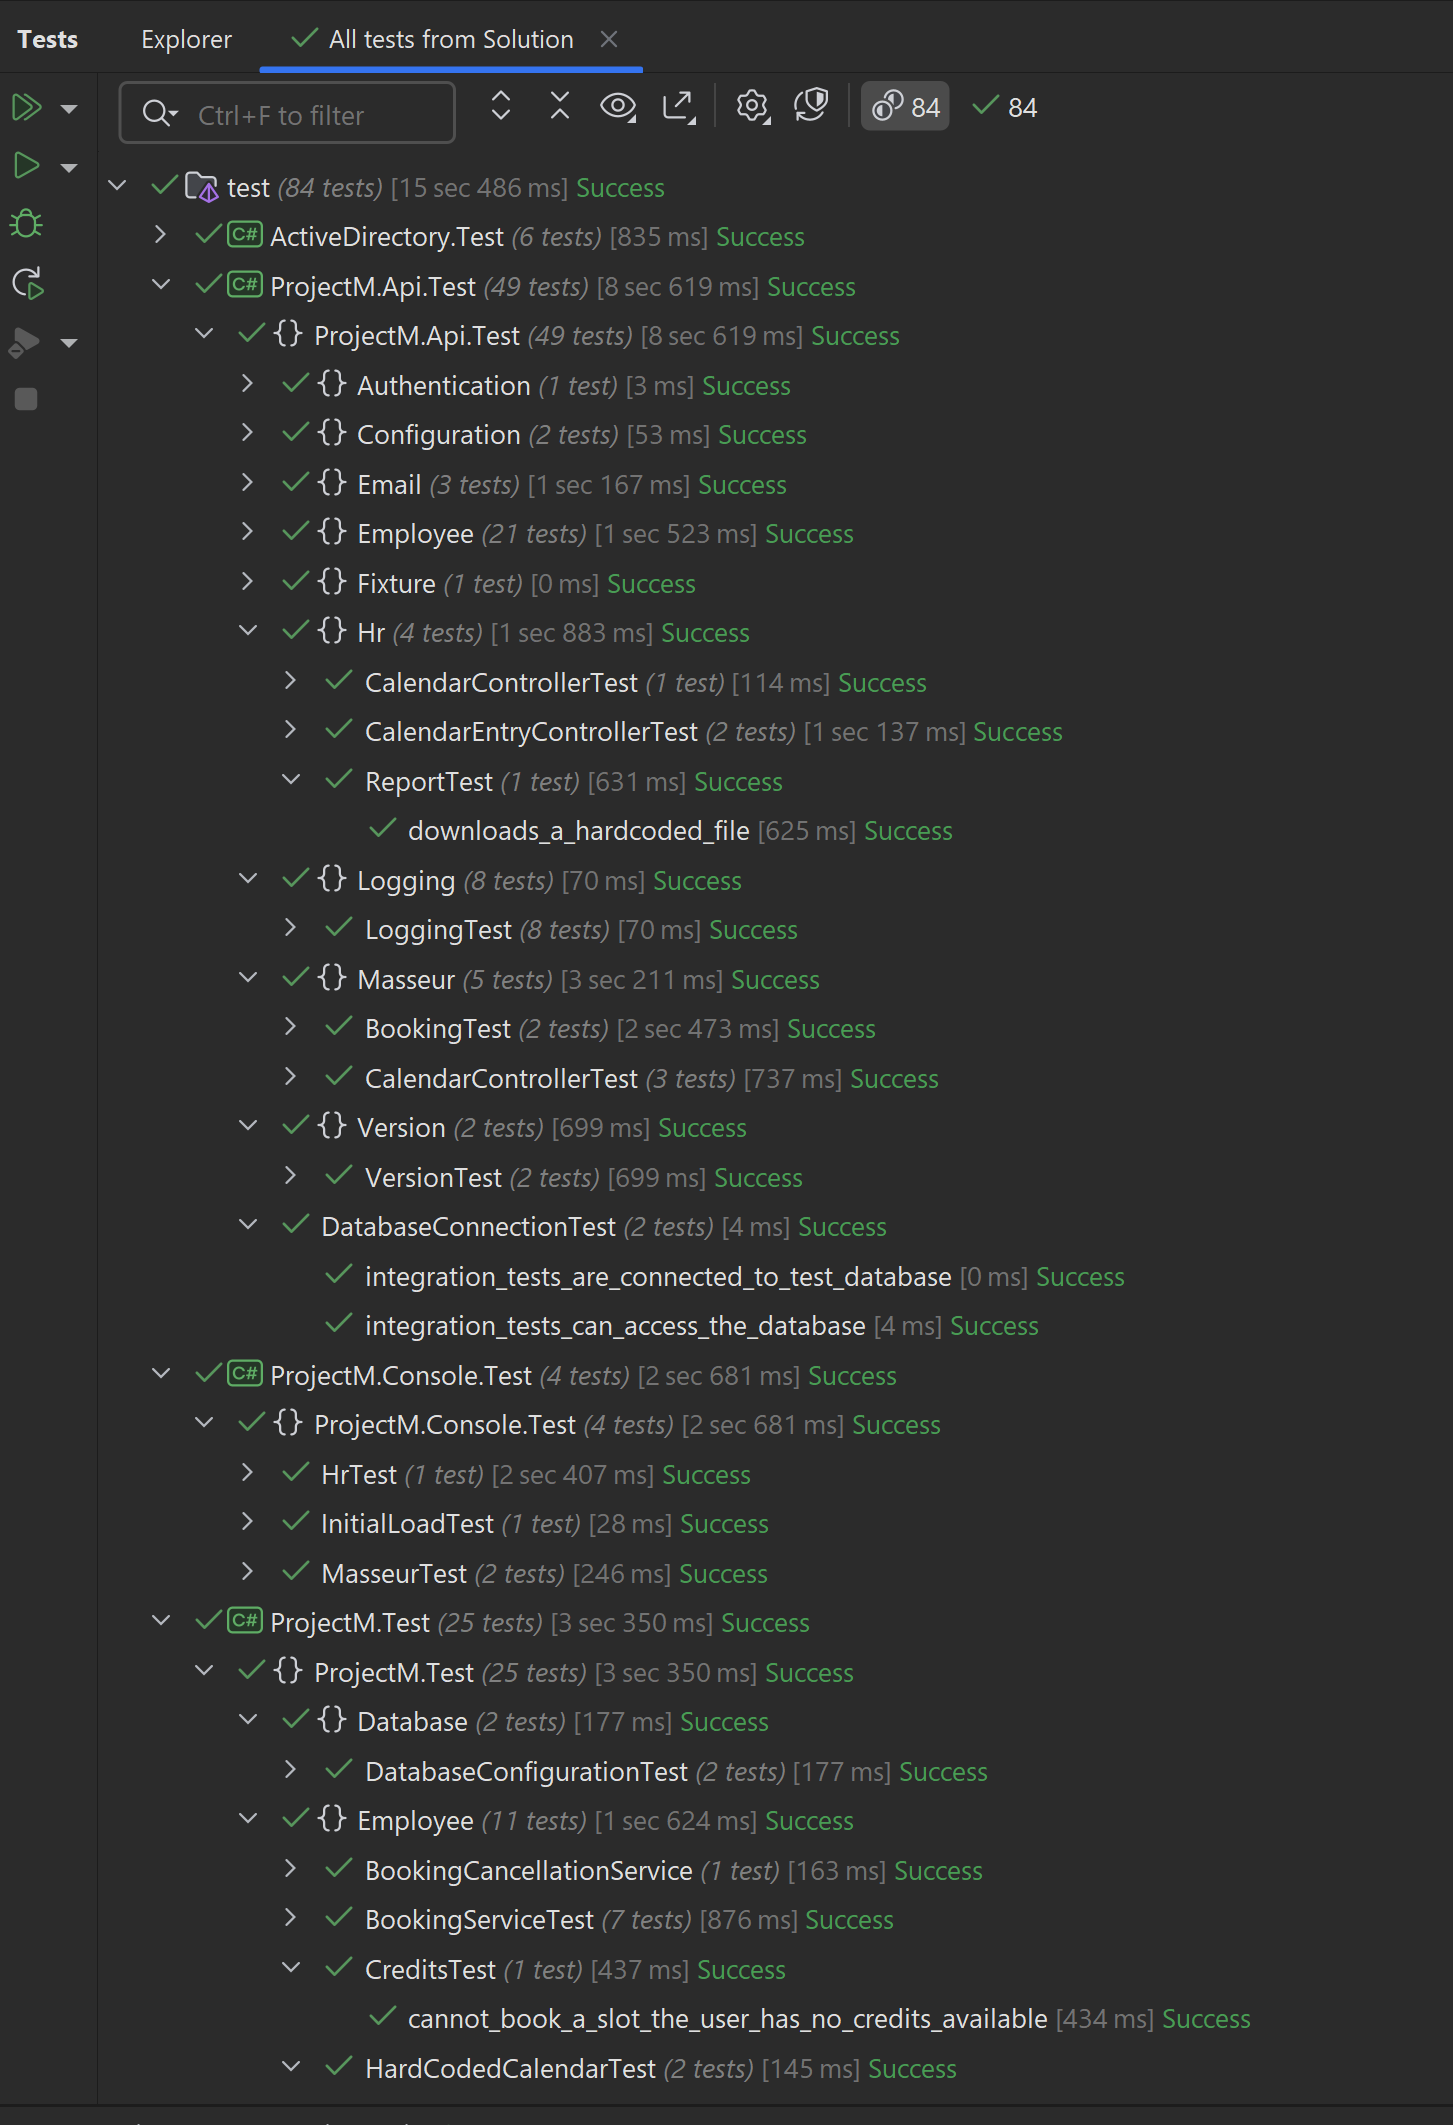 Tests Explorer All tests from Solution
Ctrl+F to filter 84 84
test (84 tests) [15 sec 486 ms] Success
C# ActiveDirectory.Test (6 tests) [835 ms] Success
C# ProjectM.Api.Test (49 tests) [8 sec 619 ms] Success
{} ProjectM.Api.Test (49 tests) [8 sec 619 ms] Success
{} Authentication (1 test) [3 ms] Success
{} Configuration (2 tests) [53 ms] Success
{} Email (3 tests) [1 sec 167 ms] Success
{} Employee (21 tests) [1 sec 523 ms] Success
{} Fixture (1 test) [0 ms] Success
{} Hr (4 tests) [1 sec 883 ms] Success
CalendarControllerTest (1 test) [114 ms] Success
CalendarEntryControllerTest (2 tests) [1 sec 137 ms] Success
ReportTest (1 test) [631 ms] Success
downloads_a_hardcoded_file [625 ms] Success
{} Logging (8 tests) [70 ms] Success
LoggingTest (8 tests) [70 ms] Success
{} Masseur (5 tests) [3 sec 211 ms] Success
BookingTest (2 tests) [2 sec 473 ms] Success
CalendarControllerTest (3 tests) [737 ms] Success
{} Version (2 tests) [699 ms] Success
VersionTest (2 tests) [699 ms] Success
DatabaseConnectionTest (2 tests) [4 ms] Success
integration_tests_are_connected_to_test_database [0 ms] Success
integration_tests_can_access_the_database [4 ms] Success
C# ProjectM.Console.Test (4 tests) [2 sec 681 ms] Success
{} ProjectM.Console.Test (4 tests) [2 sec 681 ms] Success
HrTest (1 test) [2 sec 407 ms] Success
InitialLoadTest (1 test) [28 ms] Success
MasseurTest (2 tests) [246 ms] Success
C# ProjectM.Test (25 tests) [3 sec 350 ms] Success
{} ProjectM.Test (25 tests) [3 sec 350 ms] Success
{} Database (2 tests) [177 ms] Success
DatabaseConfigurationTest (2 tests) [177 ms] Success
{} Employee (11 tests) [1 sec 624 ms] Success
BookingCancellationService (1 test) [163 ms] Success
BookingServiceTest (7 tests) [876 ms] Success
CreditsTest (1 test) [437 ms] Success
cannot_book_a_slot_the_user_has_no_credits_available [434 ms] Success
HardCodedCalendarTest (2 tests) [145 ms] Success